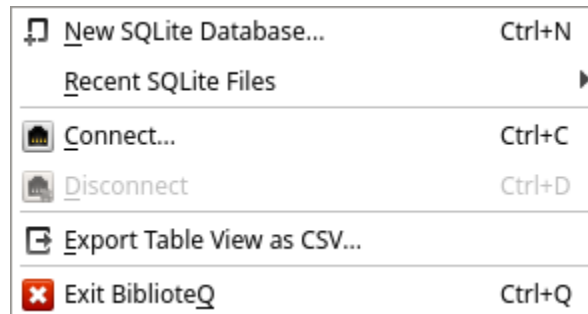 New SQLite Database... Ctrl+N
Recent SQLite Files
Connect... Ctrl+C
Disconnect Ctrl+D
Export Table View as CSV...
Exit BiblioteQ Ctrl+Q